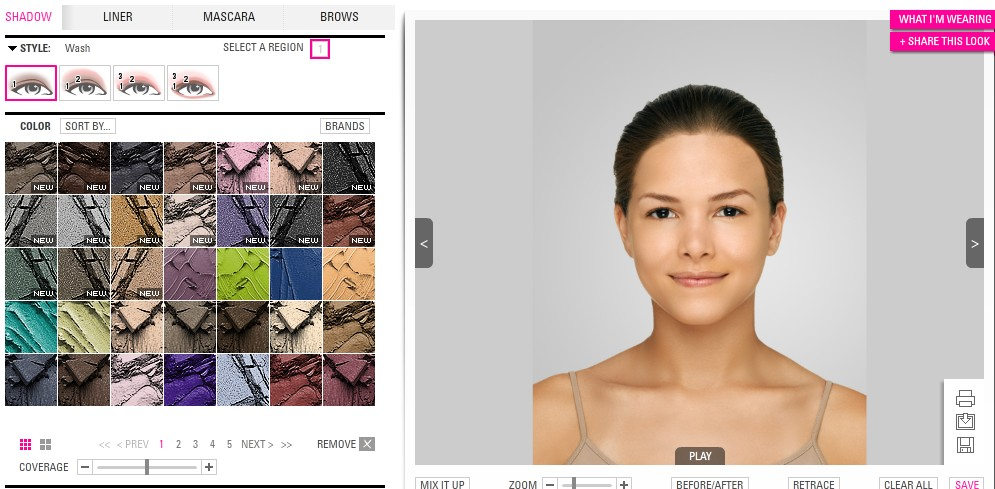 SHADOW LINER MASCARA BROWS
STYLE: Wash SELECT A REGION 1
1 1 2 1 2 3 1 2 3
COLOR SORT BY... BRANDS
NEW NEW NEW NEW NEW NEW NEW
NEW NEW NEW NEW NEW NEW NEW
NEW NEW NEW
<< < PREV 1 2 3 4 5 NEXT > >> REMOVE X
COVERAGE − +
WHAT I'M WEARING
+ SHARE THIS LOOK
< >
PLAY
MIX IT UP ZOOM − + BEFORE/AFTER RETRACE CLEAR ALL SAVE